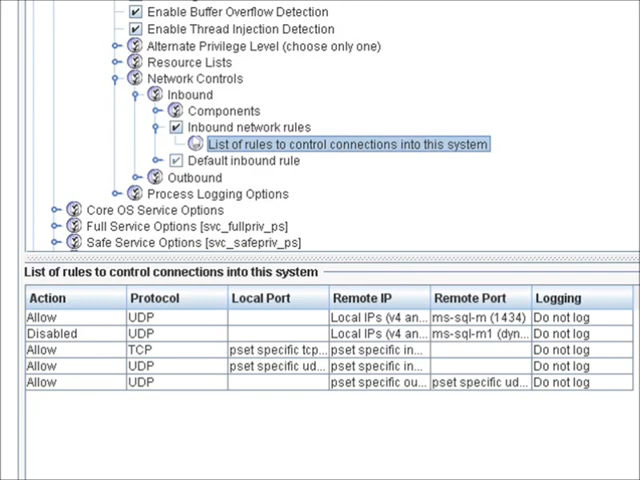 Enable Buffer Overflow Detection
Enable Thread Injection Detection
Alternate Privilege Level (choose only one)
Resource Lists
Network Controls
Inbound
Components
Inbound network rules
List of rules to control connections into this system
Default inbound rule
Outbound
Process Logging Options
Core OS Service Options
Full Service Options [svc_fullpriv_ps]
Safe Service Options [svc_safepriv_ps]
List of rules to control connections into this system
Action Protocol Local Port Remote IP Remote Port Logging
Allow UDP Local IPs (v4 an... ms-sql-m (1434) Do not log
Disabled UDP Local IPs (v4 an... ms-sql-m1 (dyn... Do not log
Allow TCP pset specific tcp... pset specific in... Do not log
Allow UDP pset specific ud... pset specific in... Do not log
Allow UDP pset specific ou... pset specific ud... Do not log